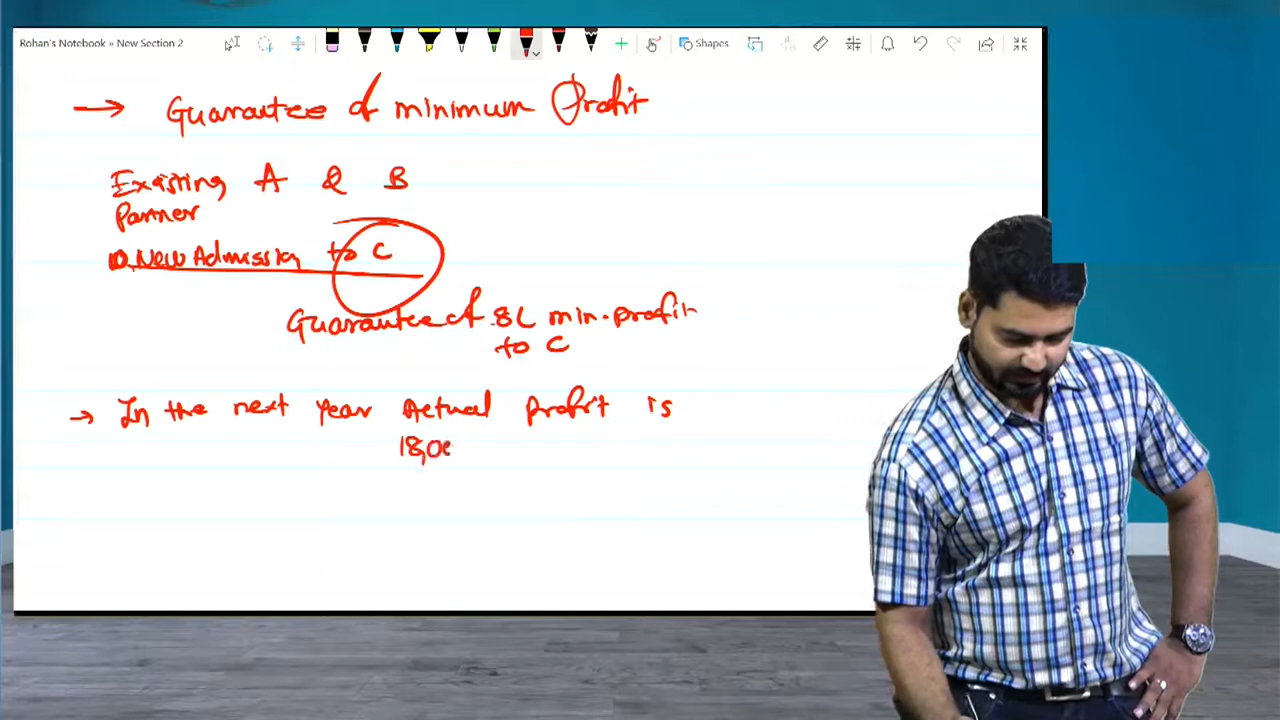 Rohan's Notebook » New Section 2
Shapes
→ Guarantee of minimum Profit
Existing A & B
Partner
New Admission to C
Guarantee of 8L min. profit
to C
→ In the next year Actual profit is
18,00